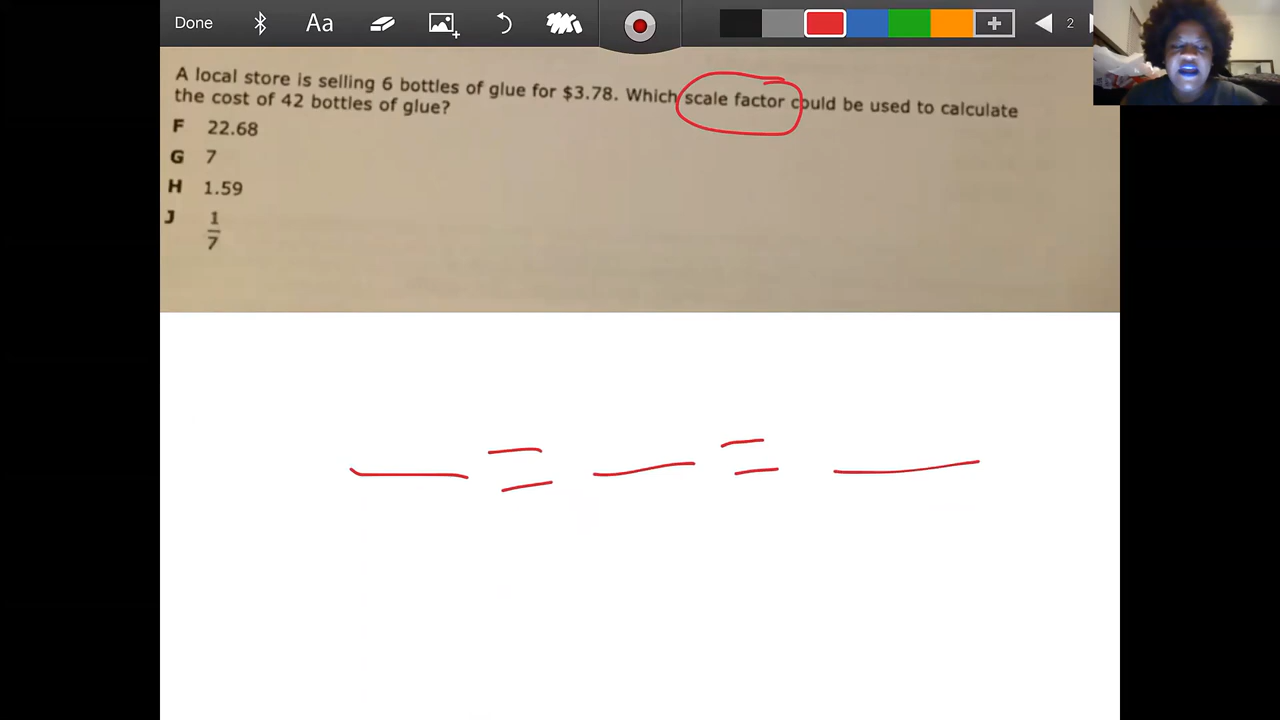 Done
Aa
2
A local store is selling 6 bottles of glue for $3.78. Which scale factor could be used to calculate
the cost of 42 bottles of glue?
F 22.68
G 7
H 1.59
J 1/7
= =